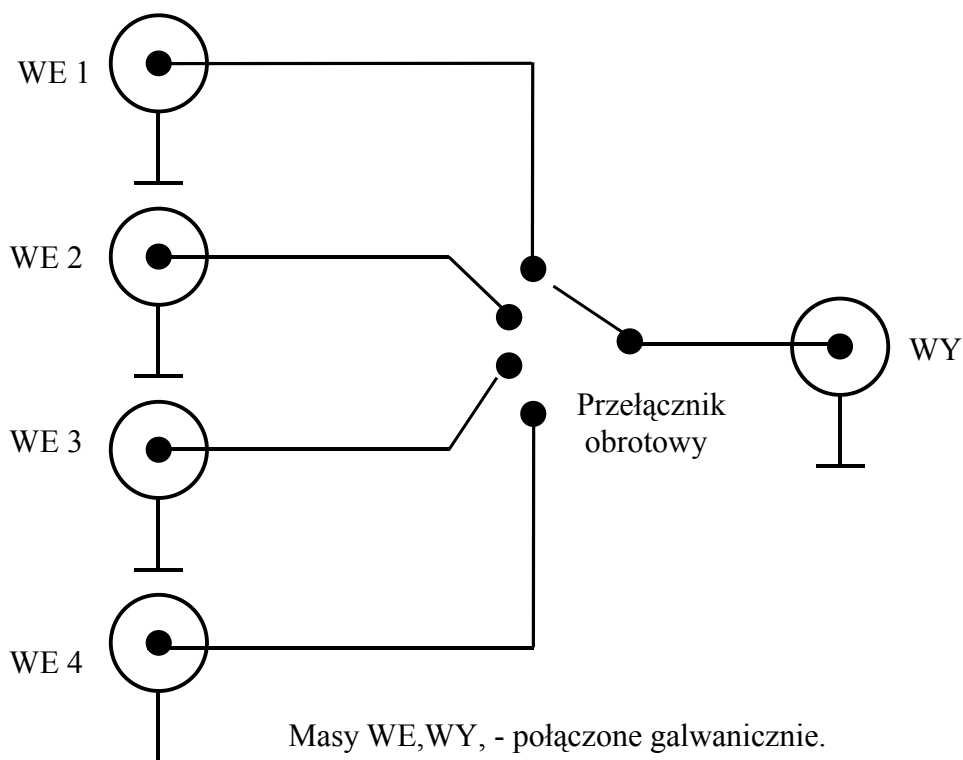 WE 1
WE 2
WE 3
WE 4
WY
Przełącznik
obrotowy
Masy WE,WY, - połączone galwanicznie.